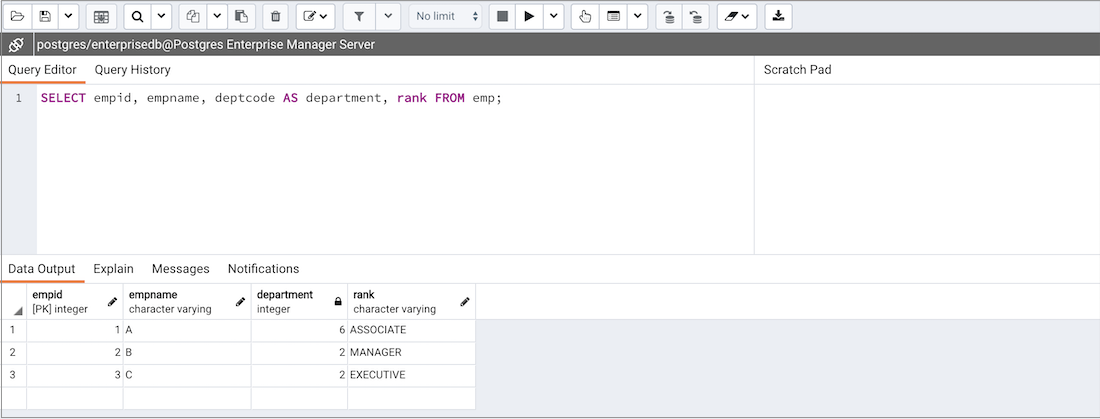 No limit
postgres/enterprisedb@Postgres Enterprise Manager Server
Query Editor Query History Scratch Pad
1 SELECT empid, empname, deptcode AS department, rank FROM emp;
Data Output Explain Messages Notifications
empid empname department rank
[PK] integer character varying integer character varying
1 1 A 6 ASSOCIATE
2 2 B 2 MANAGER
3 3 C 2 EXECUTIVE